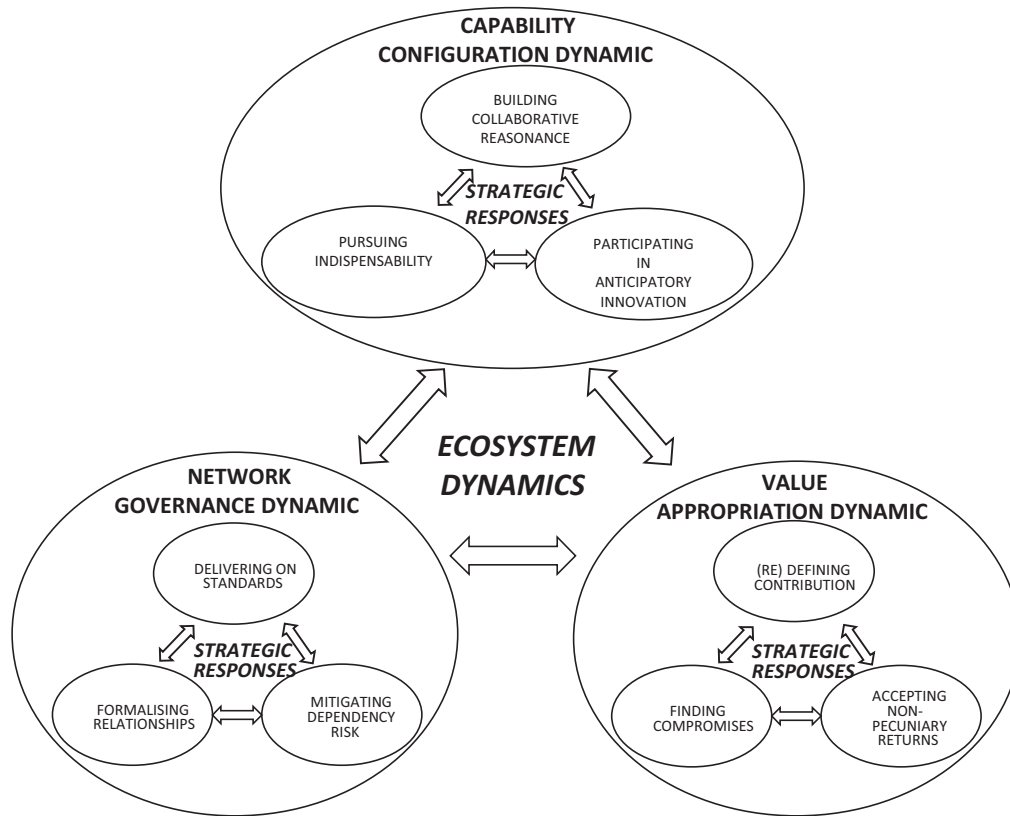 CAPABILITY
CONFIGURATION DYNAMIC
BUILDING
COLLABORATIVE
REASONANCE
STRATEGIC
RESPONSES
PURSUING
INDISPENSABILITY
PARTICIPATING
IN
ANTICIPATORY
INNOVATION
ECOSYSTEM
DYNAMICS
NETWORK
GOVERNANCE DYNAMIC
DELIVERING ON
STANDARDS
STRATEGIC
RESPONSES
FORMALISING
RELATIONSHIPS
MITIGATING
DEPENDENCY
RISK
VALUE
APPROPRIATION DYNAMIC
(RE) DEFINING
CONTRIBUTION
STRATEGIC
RESPONSES
FINDING
COMPROMISES
ACCEPTING
NON-
PECUNIARY
RETURNS